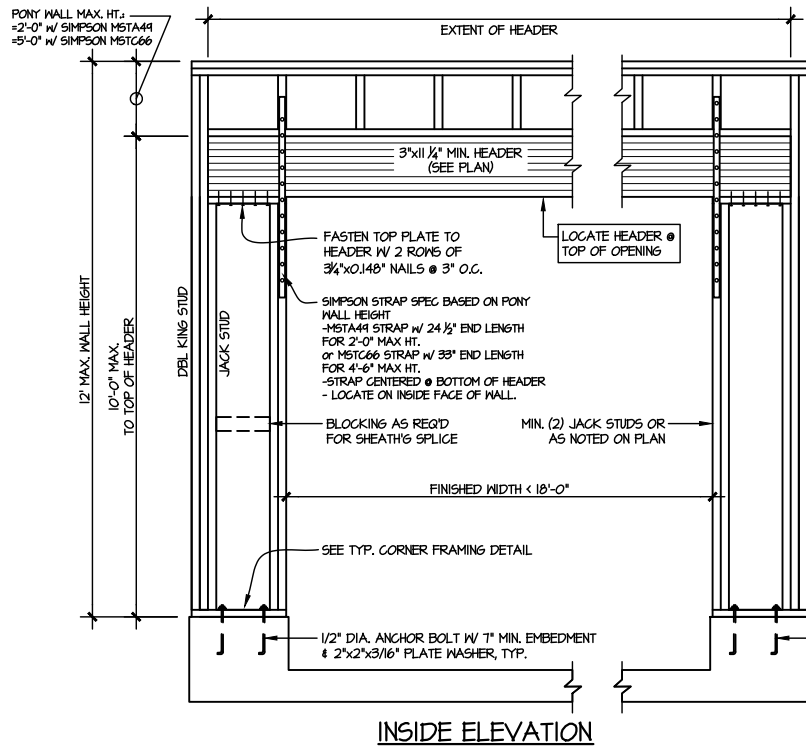 PONY WALL MAX. HT.:
=2'-0" W/ SIMPSON MSTA49
=5'-0" W/ SIMPSON MSTC66
EXTENT OF HEADER
3"x11 1/4" MIN. HEADER
(SEE PLAN)
FASTEN TOP PLATE TO
HEADER W/ 2 ROWS OF
3 1/4"x0.148" NAILS @ 3" O.C.
LOCATE HEADER @
TOP OF OPENING
SIMPSON STRAP SPEC BASED ON PONY
WALL HEIGHT
-MSTA49 STRAP W/ 24 1/2" END LENGTH
FOR 2'-0" MAX HT.
or MSTC66 STRAP W/ 33" END LENGTH
FOR 4'-6" MAX HT.
-STRAP CENTERED @ BOTTOM OF HEADER
- LOCATE ON INSIDE FACE OF WALL.
12' MAX. WALL HEIGHT
10'-0" MAX.
TO TOP OF HEADER
DBL KING STUD
JACK STUD
BLOCKING AS REQ'D
FOR SHEATH'G SPLICE
MIN. (2) JACK STUDS OR
AS NOTED ON PLAN
FINISHED WIDTH < 18'-0"
SEE TYP. CORNER FRAMING DETAIL
1/2" DIA. ANCHOR BOLT W/ 7" MIN. EMBEDMENT
& 2"x2"x3/16" PLATE WASHER, TYP.
INSIDE ELEVATION